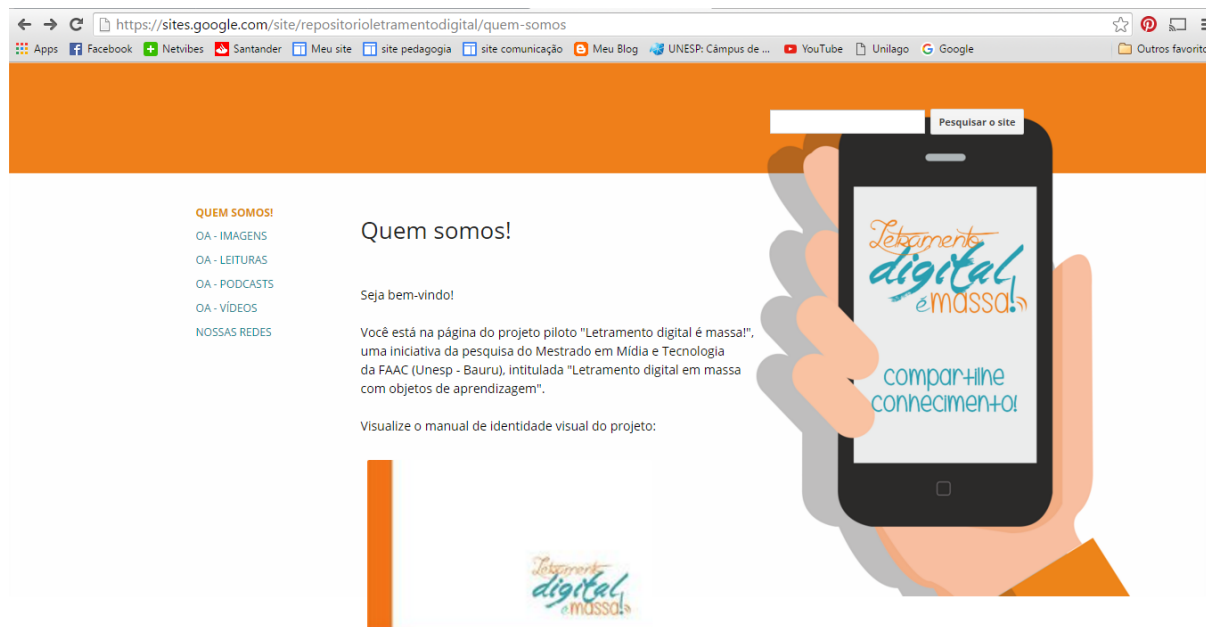 https://sites.google.com/site/repositorioletramentodigital/quem-somos
Apps Facebook Netvibes Santander Meu site site pedagogia site comunicação Meu Blog UNESP: Câmpus de ... YouTube Unilago Google Outros favorito
Pesquisar o site
QUEM SOMOS!
OA - IMAGENS
OA - LEITURAS
OA - PODCASTS
OA - VÍDEOS
NOSSAS REDES
Quem somos!
Seja bem-vindo!
Você está na página do projeto piloto "Letramento digital é massa!",
uma iniciativa da pesquisa do Mestrado em Mídia e Tecnologia
da FAAC (Unesp - Bauru), intitulada "Letramento digital em massa
com objetos de aprendizagem".
Visualize o manual de identidade visual do projeto:
Letramento
digital
é massa!
compartilhe
conhecimento!
Letramento
digital
é massa!